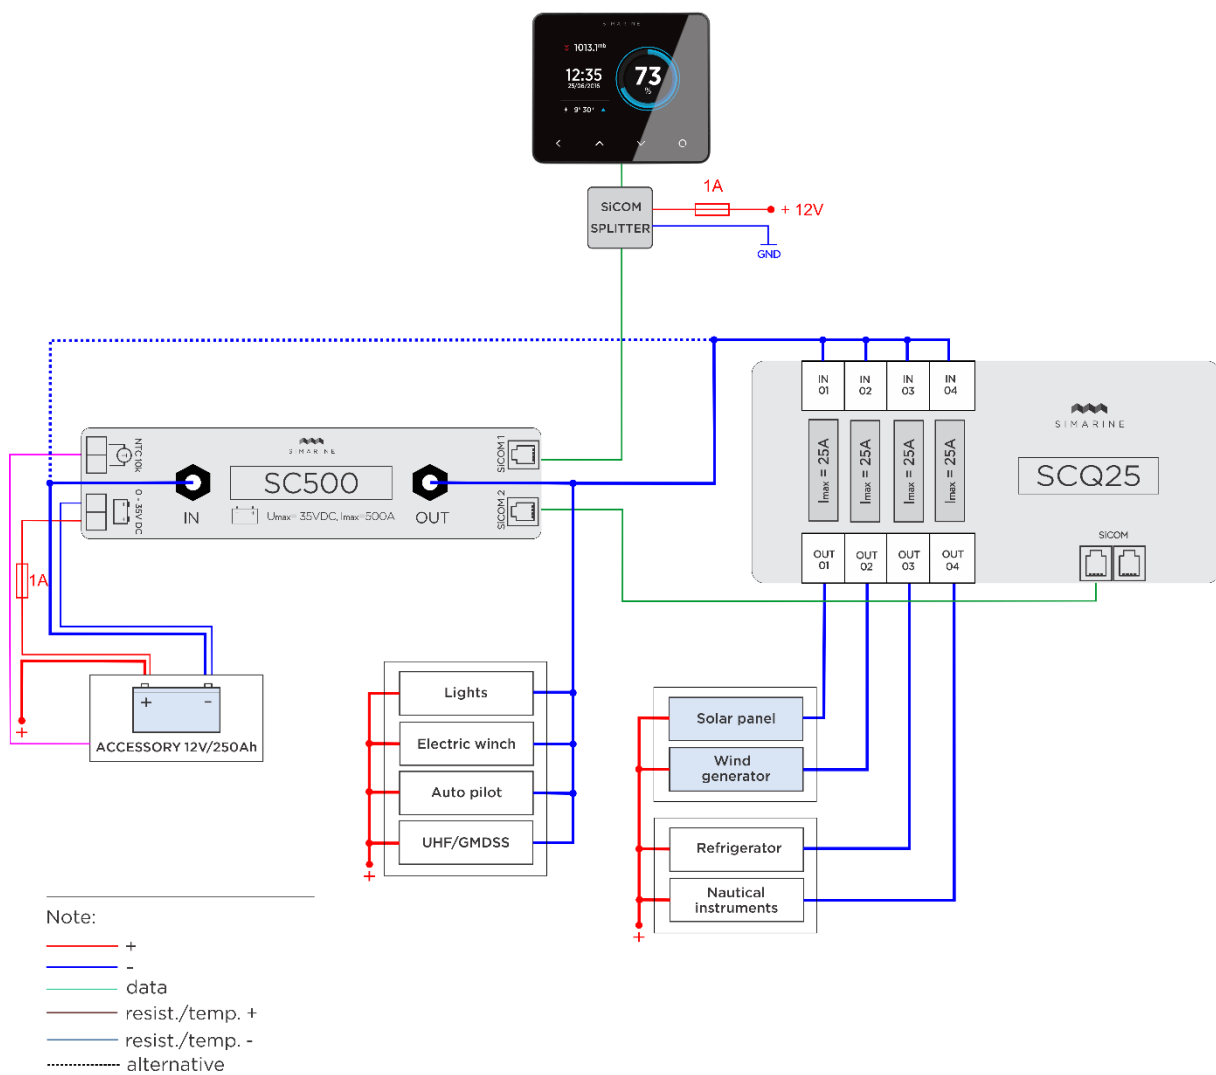 SIMARINE
1013.1mb
12:35
25/06/2016
73
%
9° 30°
SiCOM
SPLITTER
1A
+ 12V
GND
NTC 10k
0 - 35V DC
SIMARINE
SC500
IN
Umax= 35VDC, Imax=500A
OUT
SiCOM 1
SiCOM 2
IN
01
IN
02
IN
03
IN
04
Imax = 25A
Imax = 25A
Imax = 25A
Imax = 25A
OUT
01
OUT
02
OUT
03
OUT
04
SIMARINE
SCQ25
SiCOM
1A
+
+ -
ACCESSORY 12V/250Ah
Lights
Electric winch
Auto pilot
UHF/GMDSS
+
Solar panel
Wind
generator
Refrigerator
Nautical
instruments
+
Note:
+
-
data
resist./temp. +
resist./temp. -
alternative